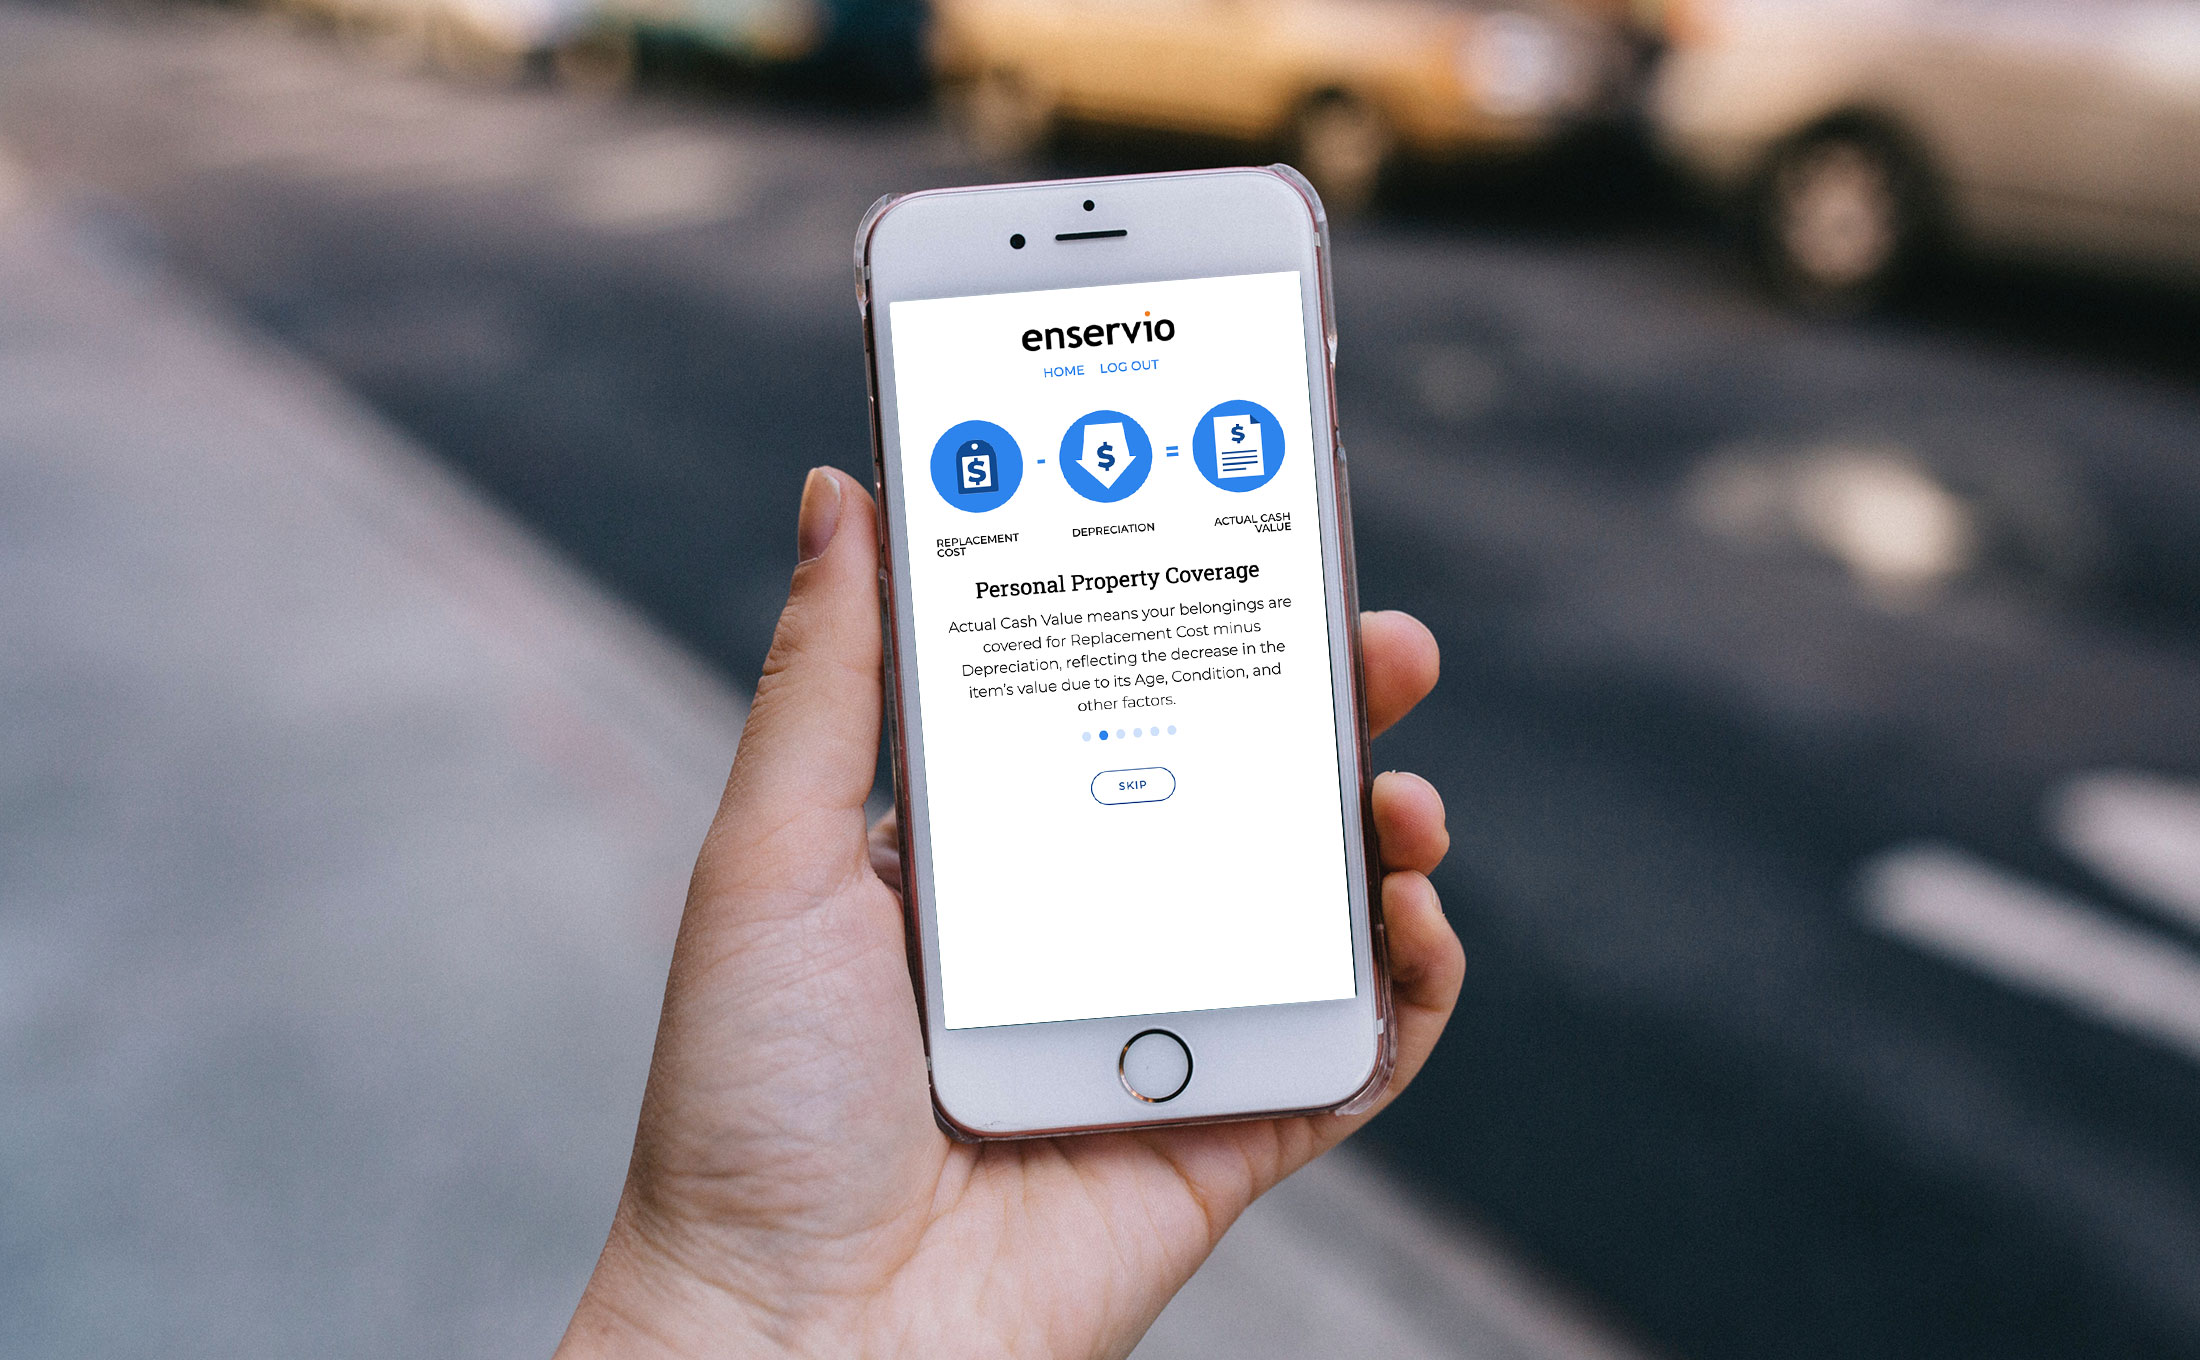 enservio
HOME LOG OUT
$ - $ = $
REPLACEMENT
COST
DEPRECIATION
ACTUAL CASH
VALUE
Personal Property Coverage
Actual Cash Value means your belongings are
covered for Replacement Cost minus
Depreciation, reflecting the decrease in the
item's value due to its Age, Condition, and
other factors.
SKIP